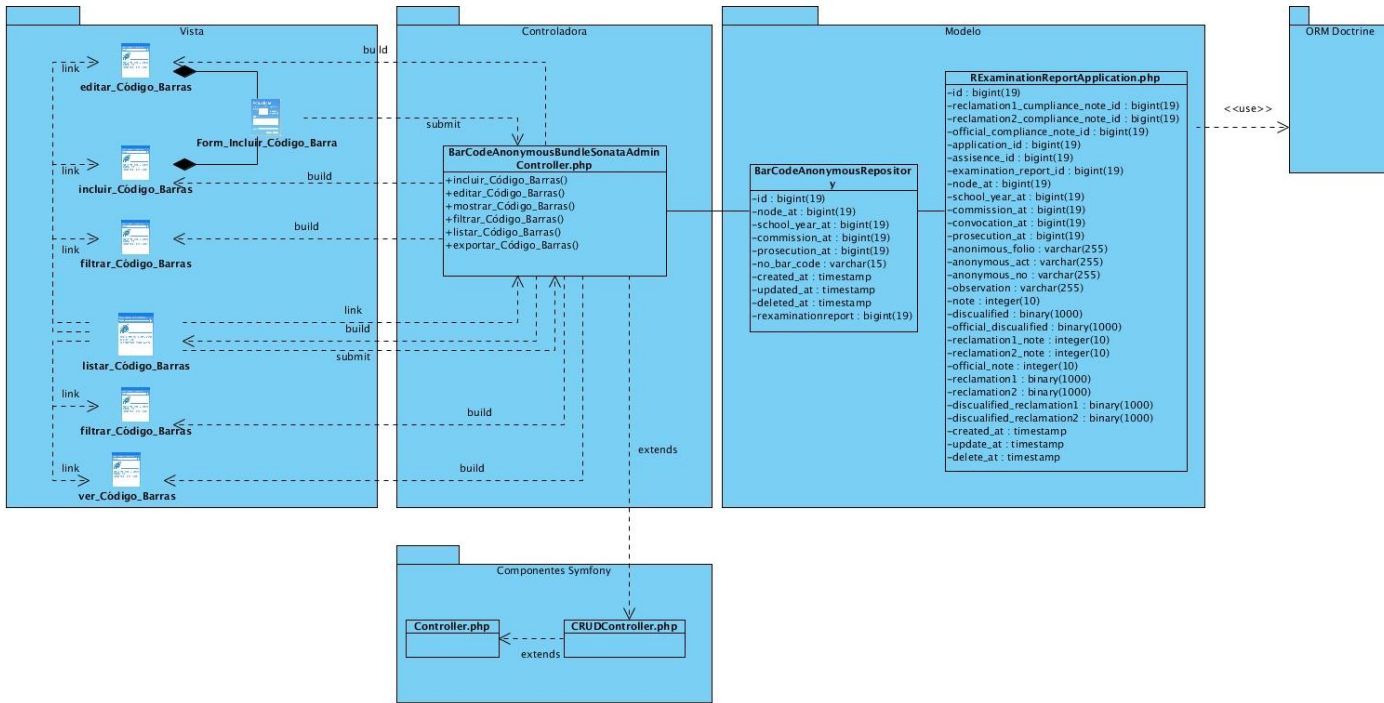 Vista
link
editar_Código_Barras
Form_Incluir_Código_Barra
link
incluir_Código_Barras
link
filtrar_Código_Barras
listar_Código_Barras
link
filtrar_Código_Barras
link
ver_Código_Barras
build
submit
build
build
link
build
submit
build
build
Controladora
BarCodeAnonymousBundleSonataAdmin
Controller.php
+incluir_Código_Barras()
+editar_Código_Barras()
+mostrar_Código_Barras()
+filtrar_Código_Barras()
+listar_Código_Barras()
+exportar_Código_Barras()
extends
Modelo
BarCodeAnonymousRepositor
y
-id : bigint(19)
-node_at : bigint(19)
-school_year_at : bigint(19)
-commission_at : bigint(19)
-prosecution_at : bigint(19)
-no_bar_code : varchar(15)
-created_at : timestamp
-updated_at : timestamp
-deleted_at : timestamp
-rexaminationreport : bigint(19)
RExaminationReportApplication.php
-id : bigint(19)
-reclamation1_cumpliance_note_id : bigint(19)
-reclamation2_cumpliance_note_id : bigint(19)
-official_compliance_note_id : bigint(19)
-application_id : bigint(19)
-assisence_id : bigint(19)
-examination_report_id : bigint(19)
-node_at : bigint(19)
-school_year_at : bigint(19)
-commission_at : bigint(19)
-convocation_at : bigint(19)
-prosecution_at : bigint(19)
-anonimous_folio : varchar(255)
-anonymous_act : varchar(255)
-anonymous_no : varchar(255)
-observation : varchar(255)
-note : integer(10)
-discualified : binary(1000)
-official_discualified : binary(1000)
-reclamation1_note : integer(10)
-reclamation2_note : integer(10)
-official_note : integer(10)
-reclamation1 : binary(1000)
-reclamation2 : binary(1000)
-discualified_reclamation1 : binary(1000)
-discualified_reclamation2 : binary(1000)
-created_at : timestamp
-update_at : timestamp
-delete_at : timestamp
<<use>>
ORM Doctrine
Componentes Symfony
Controller.php
extends
CRUDController.php